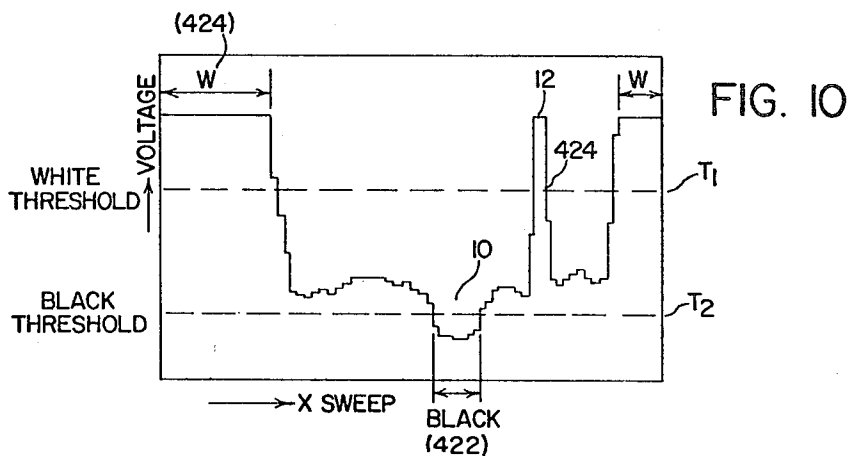 (424)
W
12
W
FIG. 10
VOLTAGE
424
WHITE
THRESHOLD
T1
10
BLACK
THRESHOLD
T2
X SWEEP
BLACK
(422)